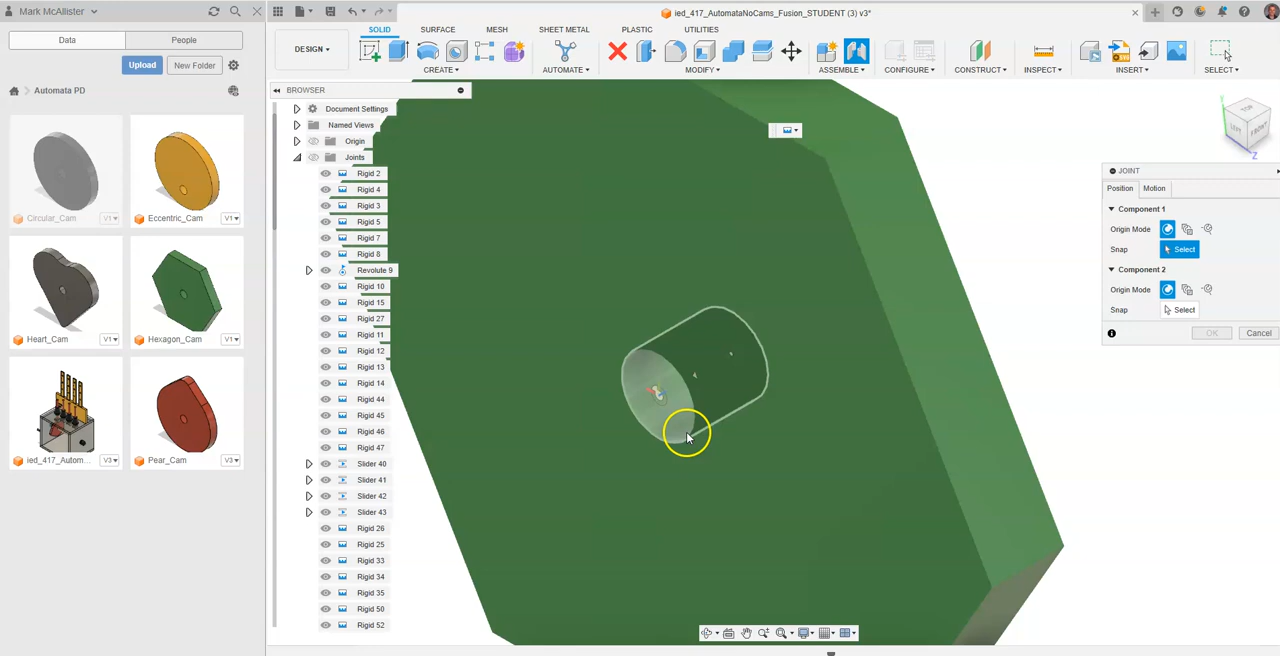 Mark McAllister
ied_417_AutomataNoCams_Fusion_STUDENT (3) v3*
Data
People
Upload
New Folder
Automata PD
Circular_Cam
V1
Eccentric_Cam
V1
Heart_Cam
V1
Hexagon_Cam
V1
ied_417_Autom...
V3
Pear_Cam
V3
DESIGN
SOLID
SURFACE
MESH
SHEET METAL
PLASTIC
UTILITIES
CREATE
AUTOMATE
MODIFY
ASSEMBLE
CONFIGURE
CONSTRUCT
INSPECT
INSERT
SELECT
BROWSER
Document Settings
Named Views
Origin
Joints
Rigid 2
Rigid 4
Rigid 3
Rigid 5
Rigid 7
Rigid 8
Revolute 9
Rigid 10
Rigid 15
Rigid 27
Rigid 11
Rigid 12
Rigid 13
Rigid 14
Rigid 44
Rigid 45
Rigid 46
Rigid 47
Slider 40
Slider 41
Slider 42
Slider 43
Rigid 26
Rigid 25
Rigid 33
Rigid 34
Rigid 35
Rigid 50
Rigid 52
TOP
LEFT
FRONT
Y
Z
JOINT
Position
Motion
Component 1
Origin Mode
Snap
Select
Component 2
Origin Mode
Snap
Select
OK
Cancel